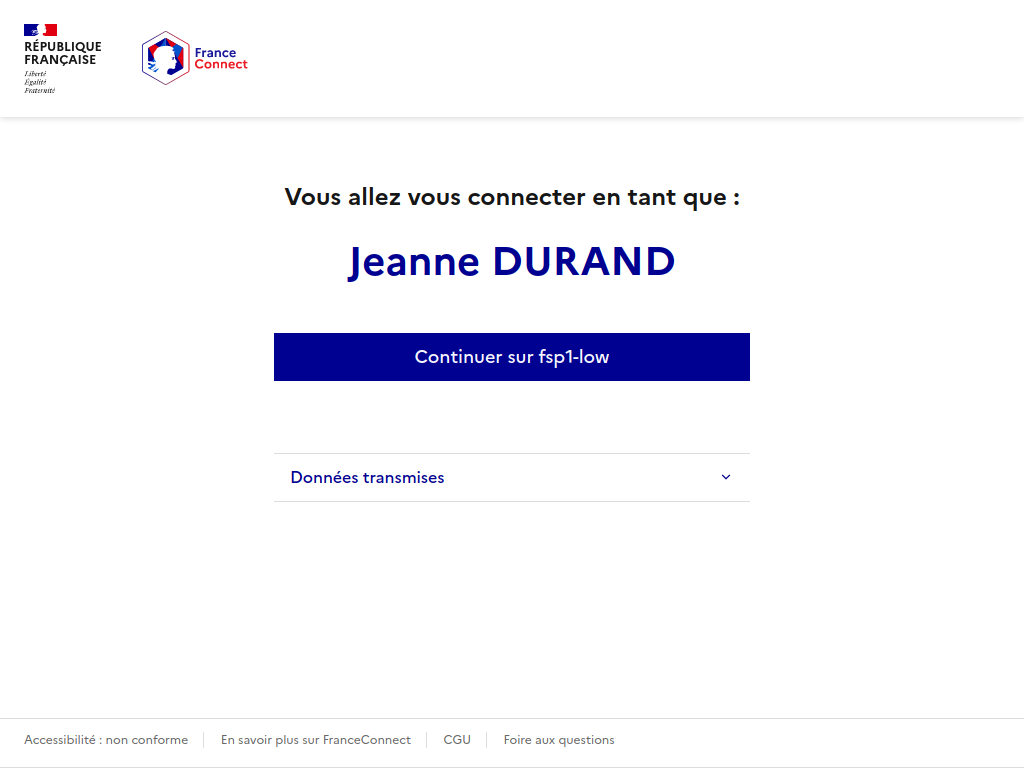 RÉPUBLIQUE
FRANÇAISE
Liberté
Égalité
Fraternité
France
Connect
Vous allez vous connecter en tant que :
Jeanne DURAND
Continuer sur fsp1-low
Données transmises
Accessibilité : non conforme
En savoir plus sur FranceConnect
CGU
Foire aux questions